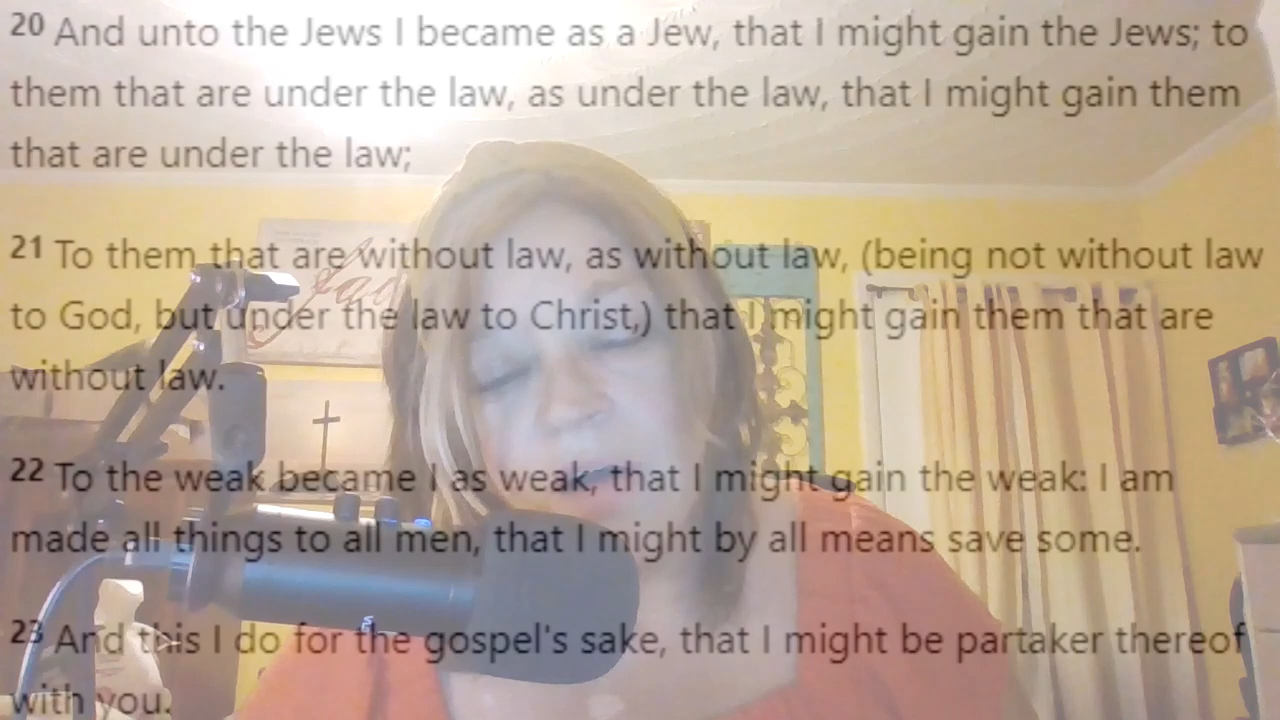 20 And unto the Jews I became as a Jew, that I might gain the Jews; to
them that are under the law, as under the law, that I might gain them
that are under the law;
21 To them that are without law, as without law, (being not without law
to God, but under the law to Christ,) that I might gain them that are
without law.
22 To the weak became I as weak, that I might gain the weak: I am
made all things to all men, that I might by all means save some.
23 And this I do for the gospel's sake, that I might be partaker thereof
with you.